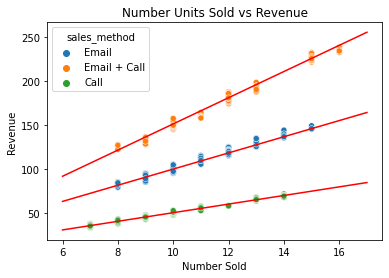 Number Units Sold vs Revenue
sales_method
Email
Email + Call
Call
Revenue
250
200
150
100
50
6 8 10 12 14 16
Number Sold